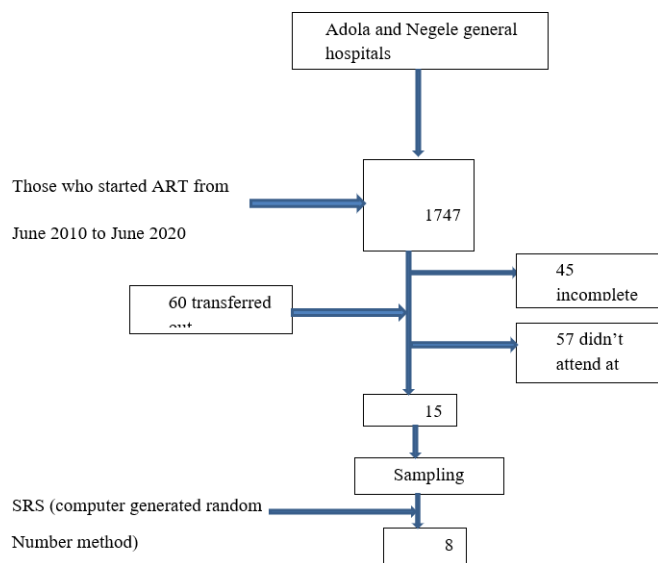 Adola and Negele general
hospitals
Those who started ART from
June 2010 to June 2020
1747
45
incomplete
60 transferred
out
57 didn’t
attend at
15
Sampling
SRS (computer generated random
Number method)
8